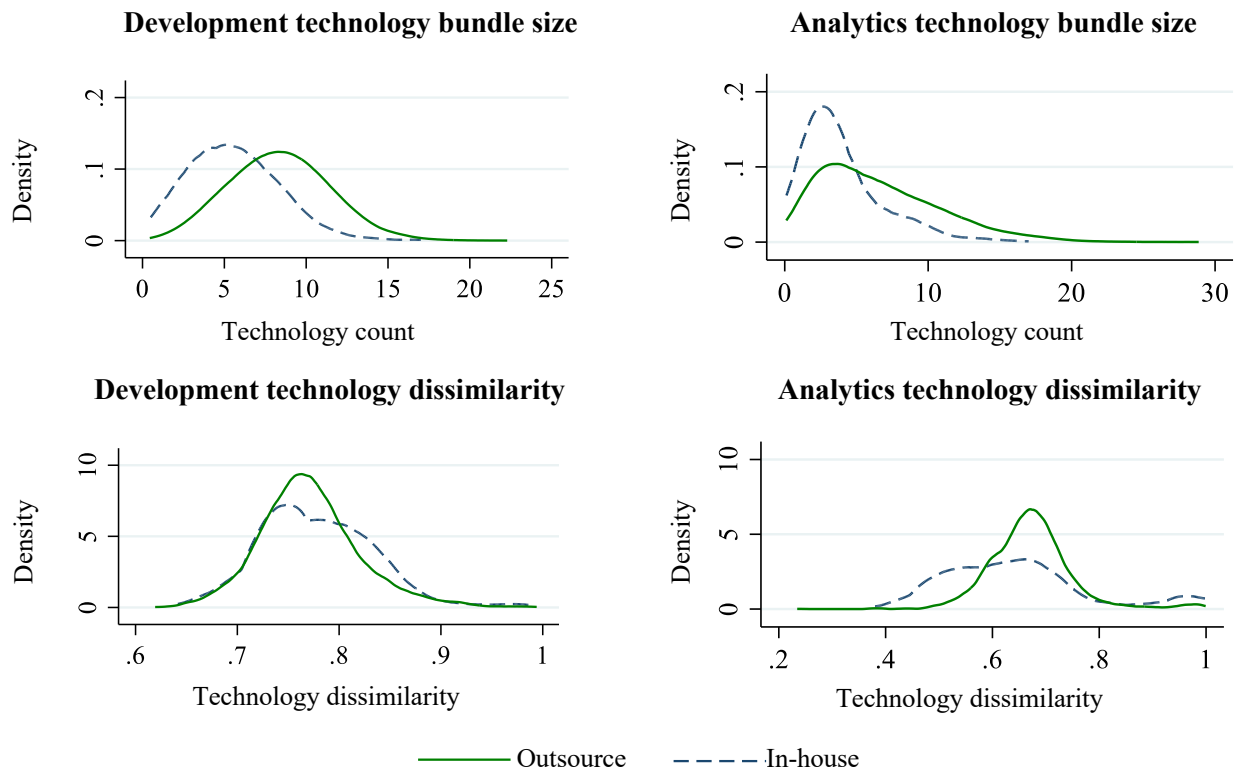 Development technology bundle size
Density
.2
.1
0
0 5 10 15 20 25
Technology count
Analytics technology bundle size
Density
.2
.1
0
0 10 20 30
Technology count
Development technology dissimilarity
Density
10
5
0
.6 .7 .8 .9 1
Technology dissimilarity
Analytics technology dissimilarity
Density
10
5
0
.2 .4 .6 .8 1
Technology dissimilarity
Outsource In-house